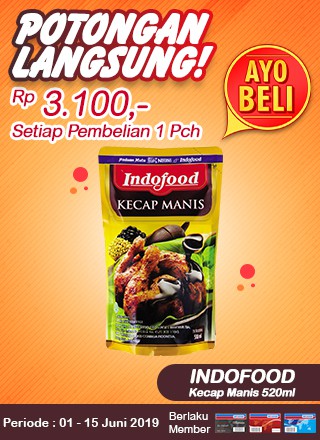 POTONGAN
LANGSUNG!
Rp 3.100,-
Setiap Pembelian 1 Pch
AYO
BELI
Indofood
KECAP MANIS
INDOFOOD
Kecap Manis 520ml
Periode : 01 - 15 Juni 2019
Berlaku
Member